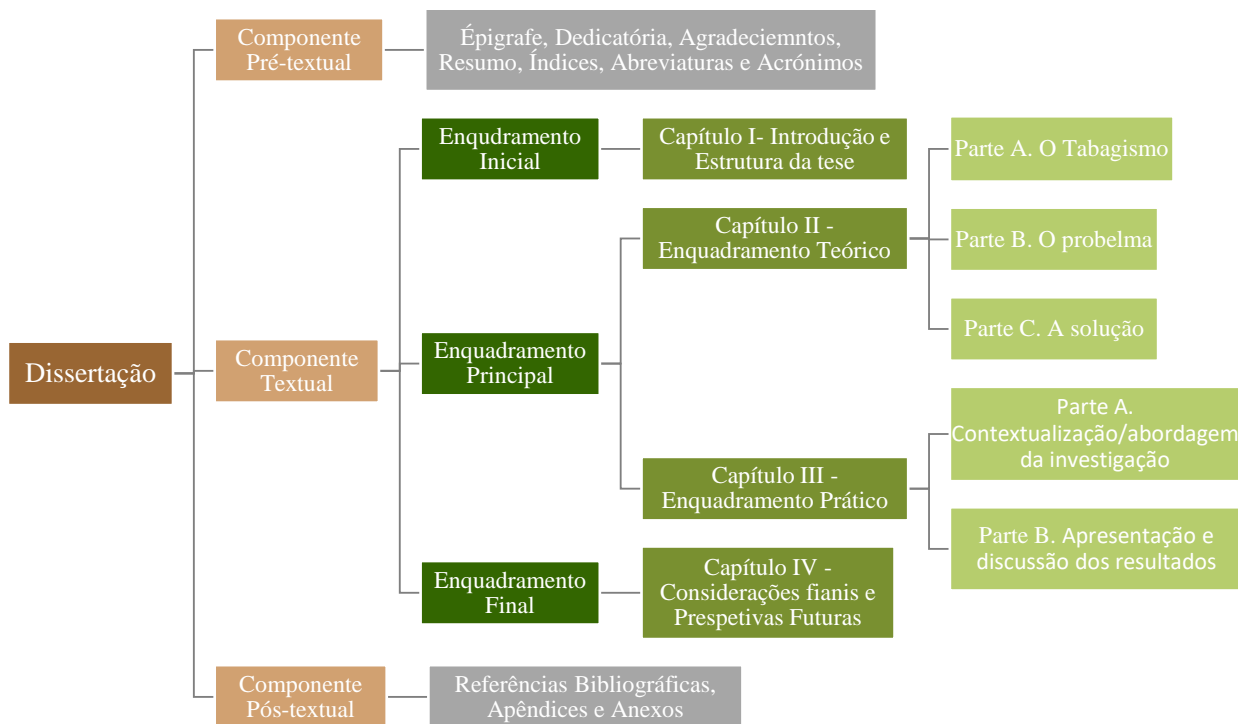 Dissertação
Componente
Pré-textual
Épigrafe, Dedicatória, Agradeciemntos,
Resumo, Índices, Abreviaturas e Acrónimos
Componente
Textual
Enqudramento
Inicial
Capítulo I- Introdução e
Estrutura da tese
Enquadramento
Principal
Capítulo II -
Enquadramento Teórico
Parte A. O Tabagismo
Parte B. O probelma
Parte C. A solução
Capítulo III -
Enquadramento Prático
Parte A.
Contextualização/abordagem
da investigação
Parte B. Apresentação e
discussão dos resultados
Enquadramento
Final
Capítulo IV -
Considerações fianis e
Prespetivas Futuras
Componente
Pós-textual
Referências Bibliográficas,
Apêndices e Anexos